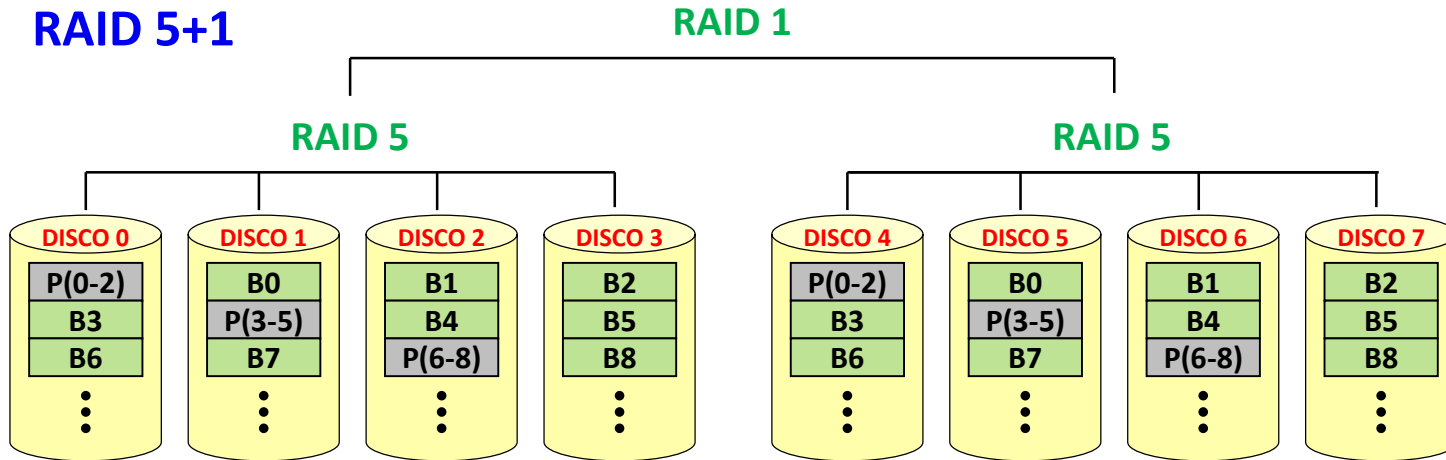 RAID 5+1
RAID 1
RAID 5
RAID 5
DISCO 0
DISCO 1
DISCO 2
DISCO 3
DISCO 4
DISCO 5
DISCO 6
DISCO 7
P(0-2)
B0
B1
B2
P(0-2)
B0
B1
B2
B3
P(3-5)
B4
B5
B3
P(3-5)
B4
B5
B6
B7
P(6-8)
B8
B6
B7
P(6-8)
B8